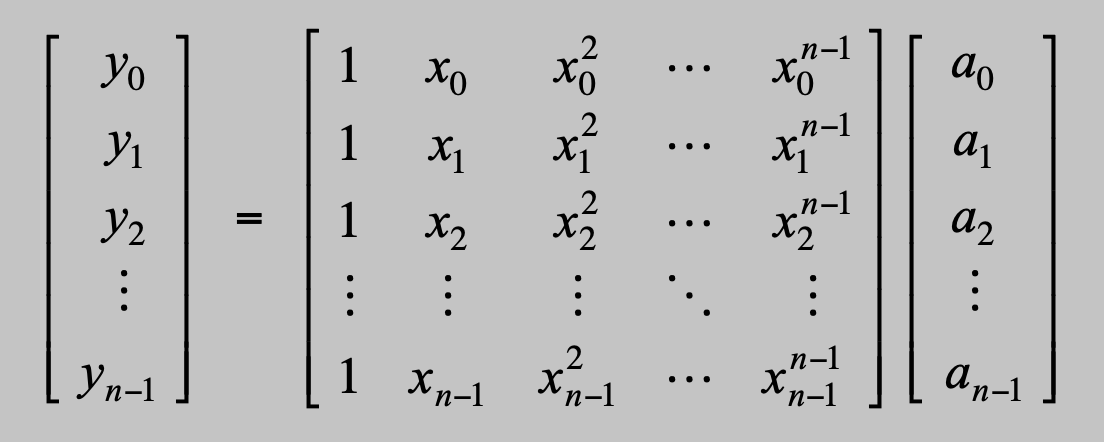 y₀ = 1 x₀ x₀² ⋯ x₀ⁿ⁻¹ a₀
y₁ 1 x₁ x₁² ⋯ x₁ⁿ⁻¹ a₁
y₂ 1 x₂ x₂² ⋯ x₂ⁿ⁻¹ a₂
⋮ ⋮ ⋮ ⋮ ⋱ ⋮ ⋮
yₙ₋₁ 1 xₙ₋₁ xₙ₋₁² ⋯ xₙ₋₁ⁿ⁻¹ aₙ₋₁